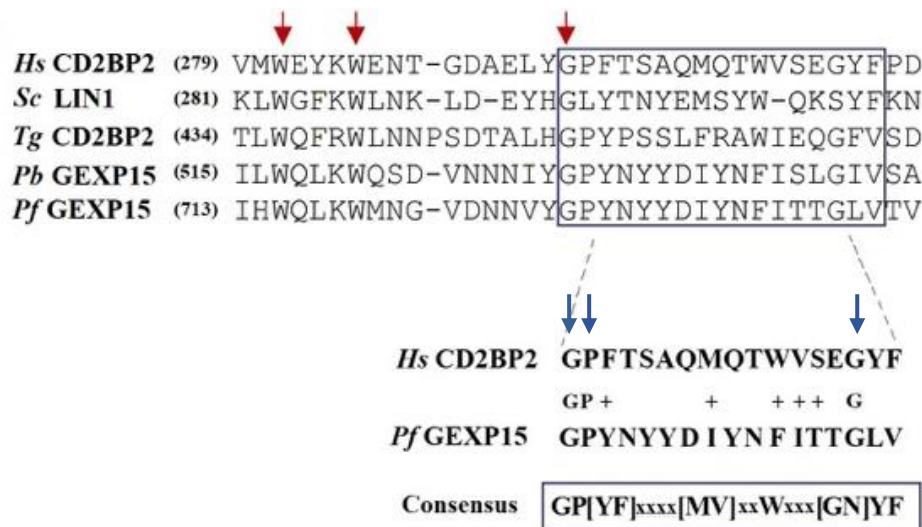 Hs CD2BP2 (279) VMWEYKWENT-GDAELYGPFTSAQMQTWVSEGYFPD
Sc LIN1 (281) KLWGFKWLNK-LD-EYHGLYTNYEMSYW-QKSYFKN
Tg CD2BP2 (434) TLWQFRWLNNPSDTALHGPYPSSLFRAWIEQGFVSD
Pb GEXP15 (515) ILWQLKWQSD-VNNNIYGPYNYYDIYNFISLGIVSA
Pf GEXP15 (713) IHWQLKWMNG-VDNNVYGPYNYYDIYNFITTGLVTV
Hs CD2BP2 GPFTSAQMQTWVSEGYF
GP + + + + + G
Pf GEXP15 GPYNYYDIYNFITTGLV
Consensus GP[YF]xxxx[MV]xxWxxx[GN]YF